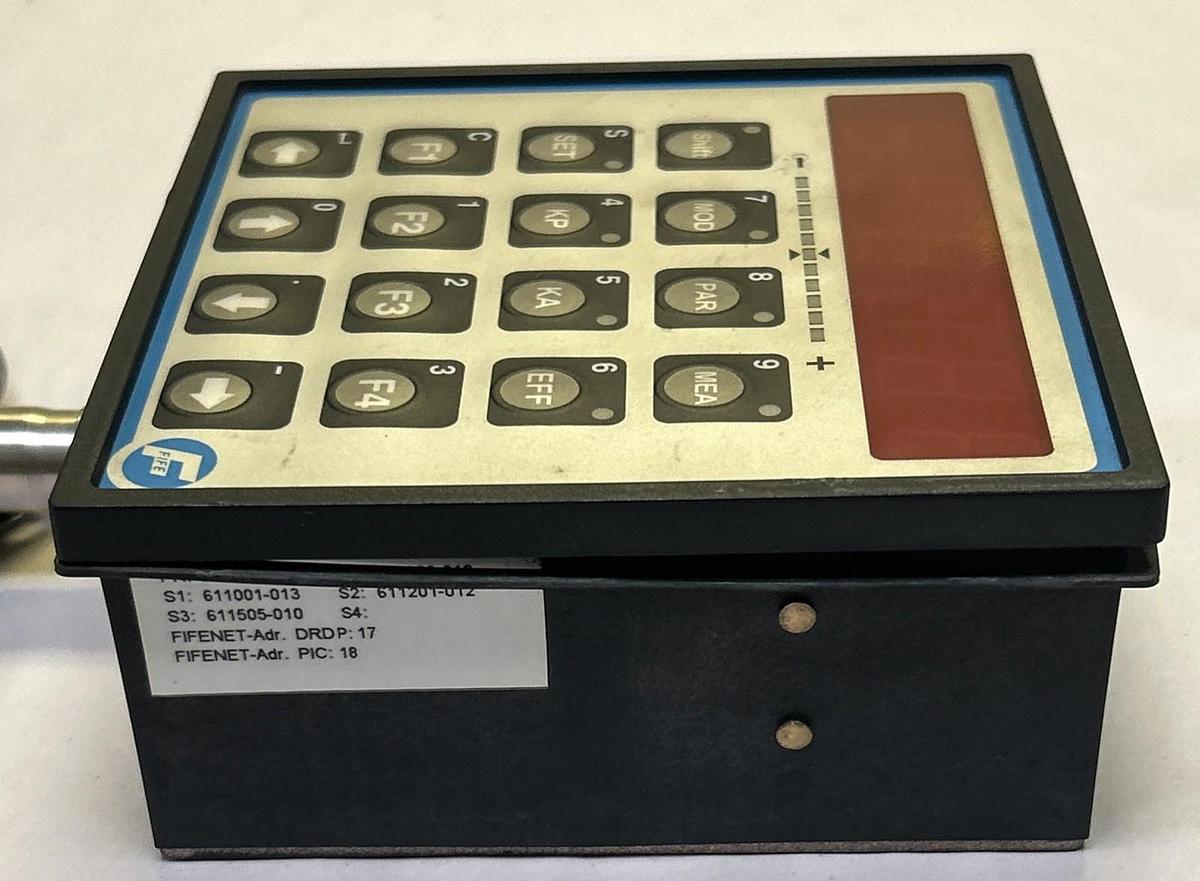 - +
Shift 7 MOD 8 PAR 9 MEA
S SET 4 KP 5 KA 6 EFF
C F1 1 F2 2 F3 3 F4
0 . -
FIFE
S1: 611001-013 S2: 611201-012
S3: 611505-010 S4:
FIFENET-Adr. DRDP: 17
FIFENET-Adr. PIC: 18